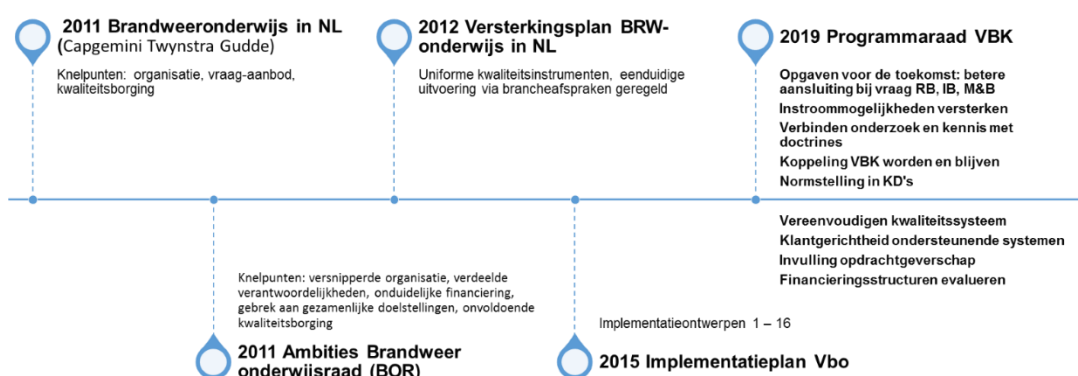 2011 Brandweeronderwijs in NL
(Capgemini Twynstra Gudde)
Knelpunten: organisatie, vraag-aanbod,
kwaliteitsborging
2012 Versterkingsplan BRW-
onderwijs in NL
Uniforme kwaliteitsinstrumenten, eenduidige
uitvoering via brancheafspraken geregeld
2019 Programmaraad VBK
Opgaven voor de toekomst: betere
aansluiting bij vraag RB, IB, M&B
Instroommogelijkheden versterken
Verbinden onderzoek en kennis met
doctrines
Koppeling VBK worden en blijven
Normstelling in KD's
Vereenvoudigen kwaliteitssysteem
Klantgerichtheid ondersteunende systemen
Invulling opdrachtgeverschap
Financieringsstructuren evalueren
Knelpunten: versnipperde organisatie, verdeelde
verantwoordelijkheden, onduidelijke financiering,
gebrek aan gezamenlijke doelstellingen, onvoldoende
kwaliteitsborging
2011 Ambities Brandweer
onderwijsraad (BOR)
Implementatieontwerpen 1 – 16
2015 Implementatieplan Vbo